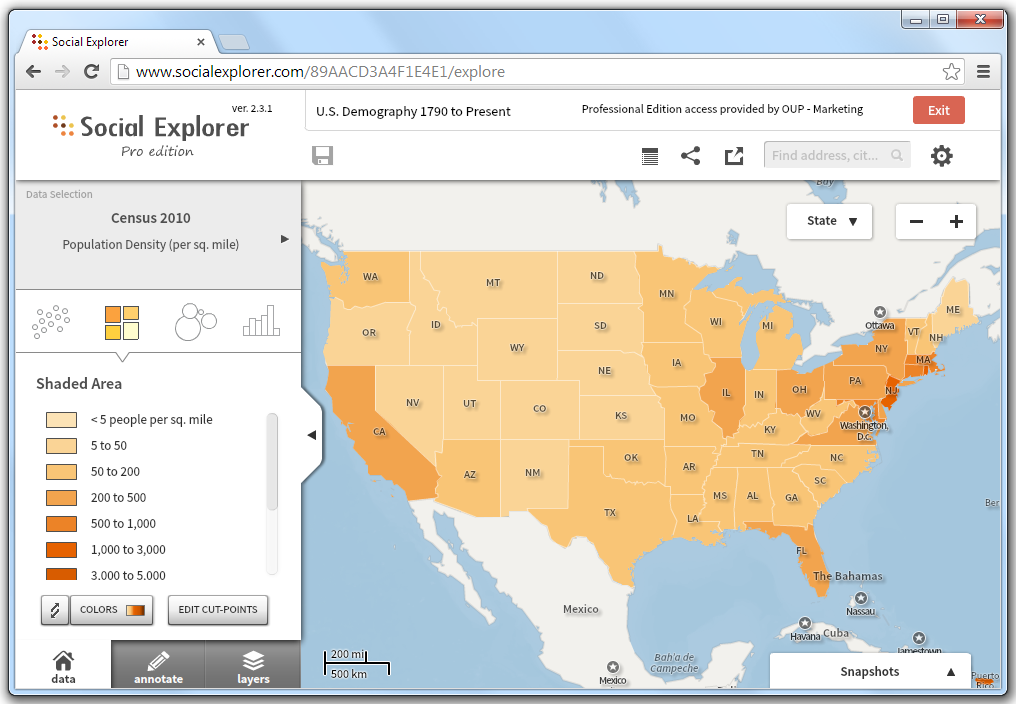 Social Explorer
www.socialexplorer.com/89AACD3A4F1E4E1/explore
ver. 2.3.1
Social Explorer
Pro edition
U.S. Demography 1790 to Present
Professional Edition access provided by OUP - Marketing
Exit
Find address, cit...
Data Selection
Census 2010
Population Density (per sq. mile)
Shaded Area
< 5 people per sq. mile
5 to 50
50 to 200
200 to 500
500 to 1,000
1,000 to 3,000
3,000 to 5,000
COLORS
EDIT CUT-POINTS
data
annotate
layers
Bay
State
WA
MT
ND
MN
ME
OR
ID
SD
WI
MI
Ottawa
VT
NH
WY
NY
MA
IA
NE
PA
NV
UT
CO
IL
IN
OH
NJ
KS
MO
WV
Washington,
D.c.
CA
KY
AZ
NM
OK
AR
TN
NC
SC
TX
MS
AL
GA
LA
Ber
FL
The Bahamas
Nassau
Mexico
Havana
Cuba
Jamestown
200 mi
500 km
Bah'a de
Campeche
Mexico
Snapshots
Puerto
Rico